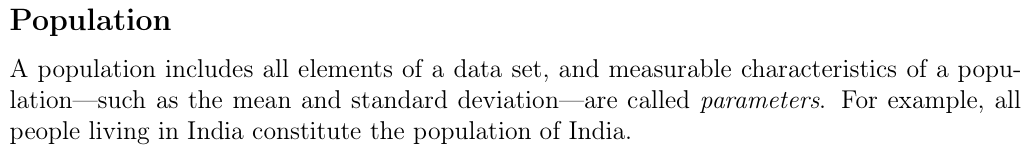 Population
A population includes all elements of a data set, and measurable characteristics of a popu-
lation—such as the mean and standard deviation—are called parameters. For example, all
people living in India constitute the population of India.